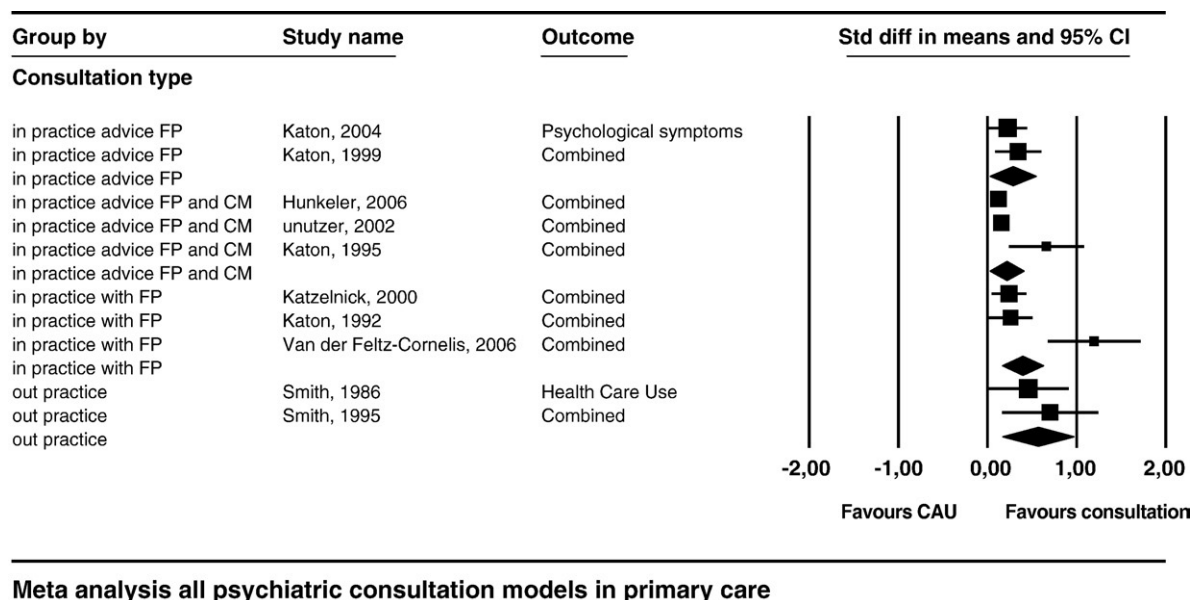 Group by Study name Outcome Std diff in means and 95% CI
Consultation type
in practice advice FP Katon, 2004 Psychological symptoms
in practice advice FP Katon, 1999 Combined
in practice advice FP
in practice advice FP and CM Hunkeler, 2006 Combined
in practice advice FP and CM unutzer, 2002 Combined
in practice advice FP and CM Katon, 1995 Combined
in practice advice FP and CM
in practice with FP Katzelnick, 2000 Combined
in practice with FP Katon, 1992 Combined
in practice with FP Van der Feltz-Cornelis, 2006 Combined
in practice with FP
out practice Smith, 1986 Health Care Use
out practice Smith, 1995 Combined
out practice
-2,00 -1,00 0,00 1,00 2,00
Favours CAU Favours consultation
Meta analysis all psychiatric consultation models in primary care